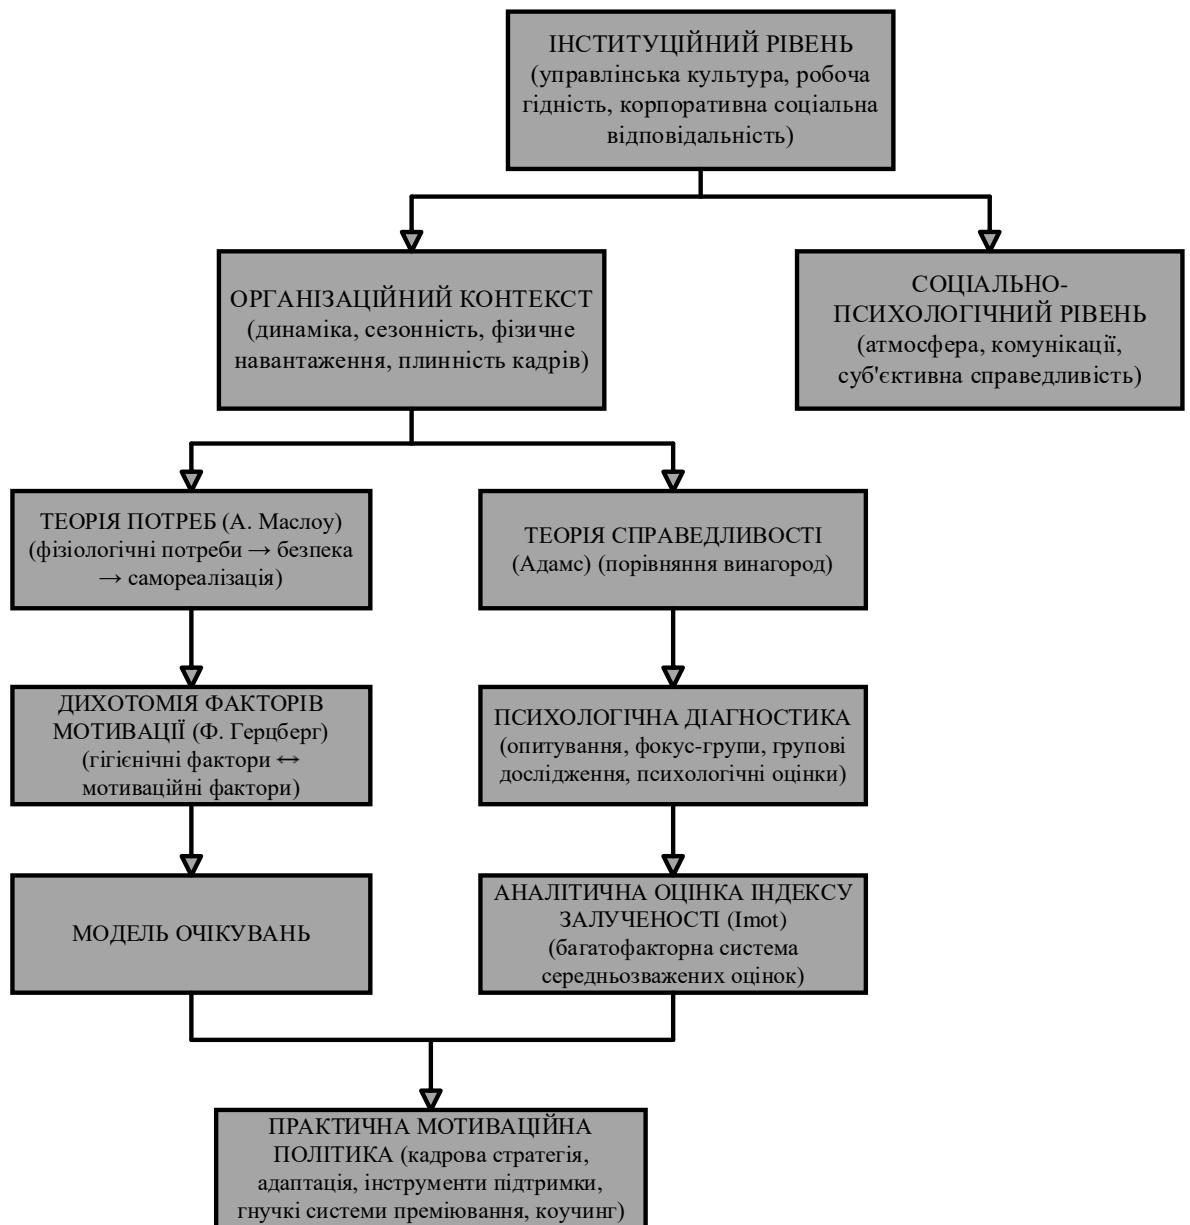 ІНСТИТУЦІЙНИЙ РІВЕНЬ
(управлінська культура, робоча
гідність, корпоративна соціальна
відповідальність)
ОРГАНІЗАЦІЙНИЙ КОНТЕКСТ
(динаміка, сезонність, фізичне
навантаження, плинність кадрів)
СОЦІАЛЬНО-
ПСИХОЛОГІЧНИЙ РІВЕНЬ
(атмосфера, комунікації,
суб'єктивна справедливість)
ТЕОРІЯ ПОТРЕБ (А. Маслоу)
(фізіологічні потреби → безпека
→ самореалізація)
ТЕОРІЯ СПРАВЕДЛИВОСТІ
(Адамс) (порівняння винагород)
ДИХОТОМІЯ ФАКТОРІВ
МОТИВАЦІЇ (Ф. Герцберг)
(гігієнічні фактори ↔
мотиваційні фактори)
ПСИХОЛОГІЧНА ДІАГНОСТИКА
(опитування, фокус-групи, групові
дослідження, психологічні оцінки)
МОДЕЛЬ ОЧІКУВАНЬ
АНАЛІТИЧНА ОЦІНКА ІНДЕКСУ
ЗАЛУЧЕНОСТІ (Imot)
(багатофакторна система
середньозважених оцінок)
ПРАКТИЧНА МОТИВАЦІЙНА
ПОЛІТИКА (кадрова стратегія,
адаптація, інструменти підтримки,
гнучкі системи преміювання, коучинг)